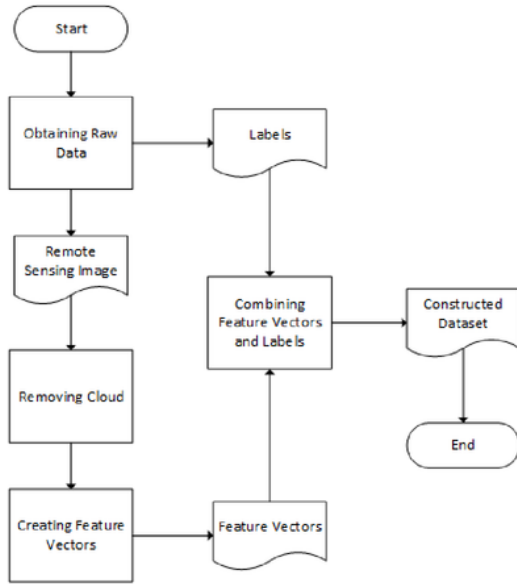 Start
Obtaining Raw
Data
Labels
Remote
Sensing Image
Combining
Feature Vectors
and Labels
Constructed
Dataset
Removing Cloud
End
Creating Feature
Vectors
Feature Vectors